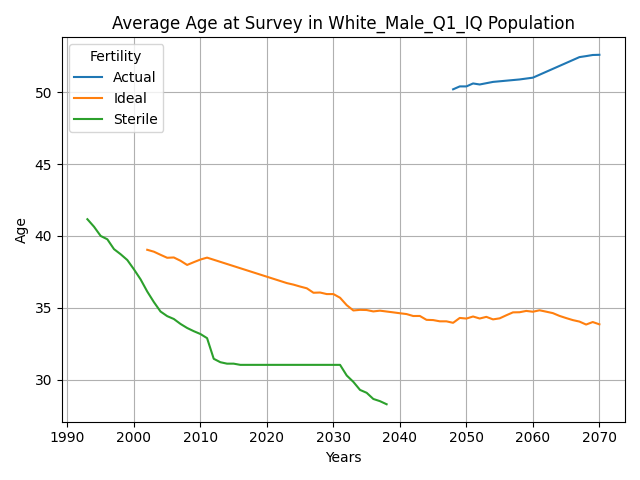 Average Age at Survey in White_Male_Q1_IQ Population
Fertility
Actual
Ideal
Sterile
Age
50
45
40
35
30
1990 2000 2010 2020 2030 2040 2050 2060 2070
Years